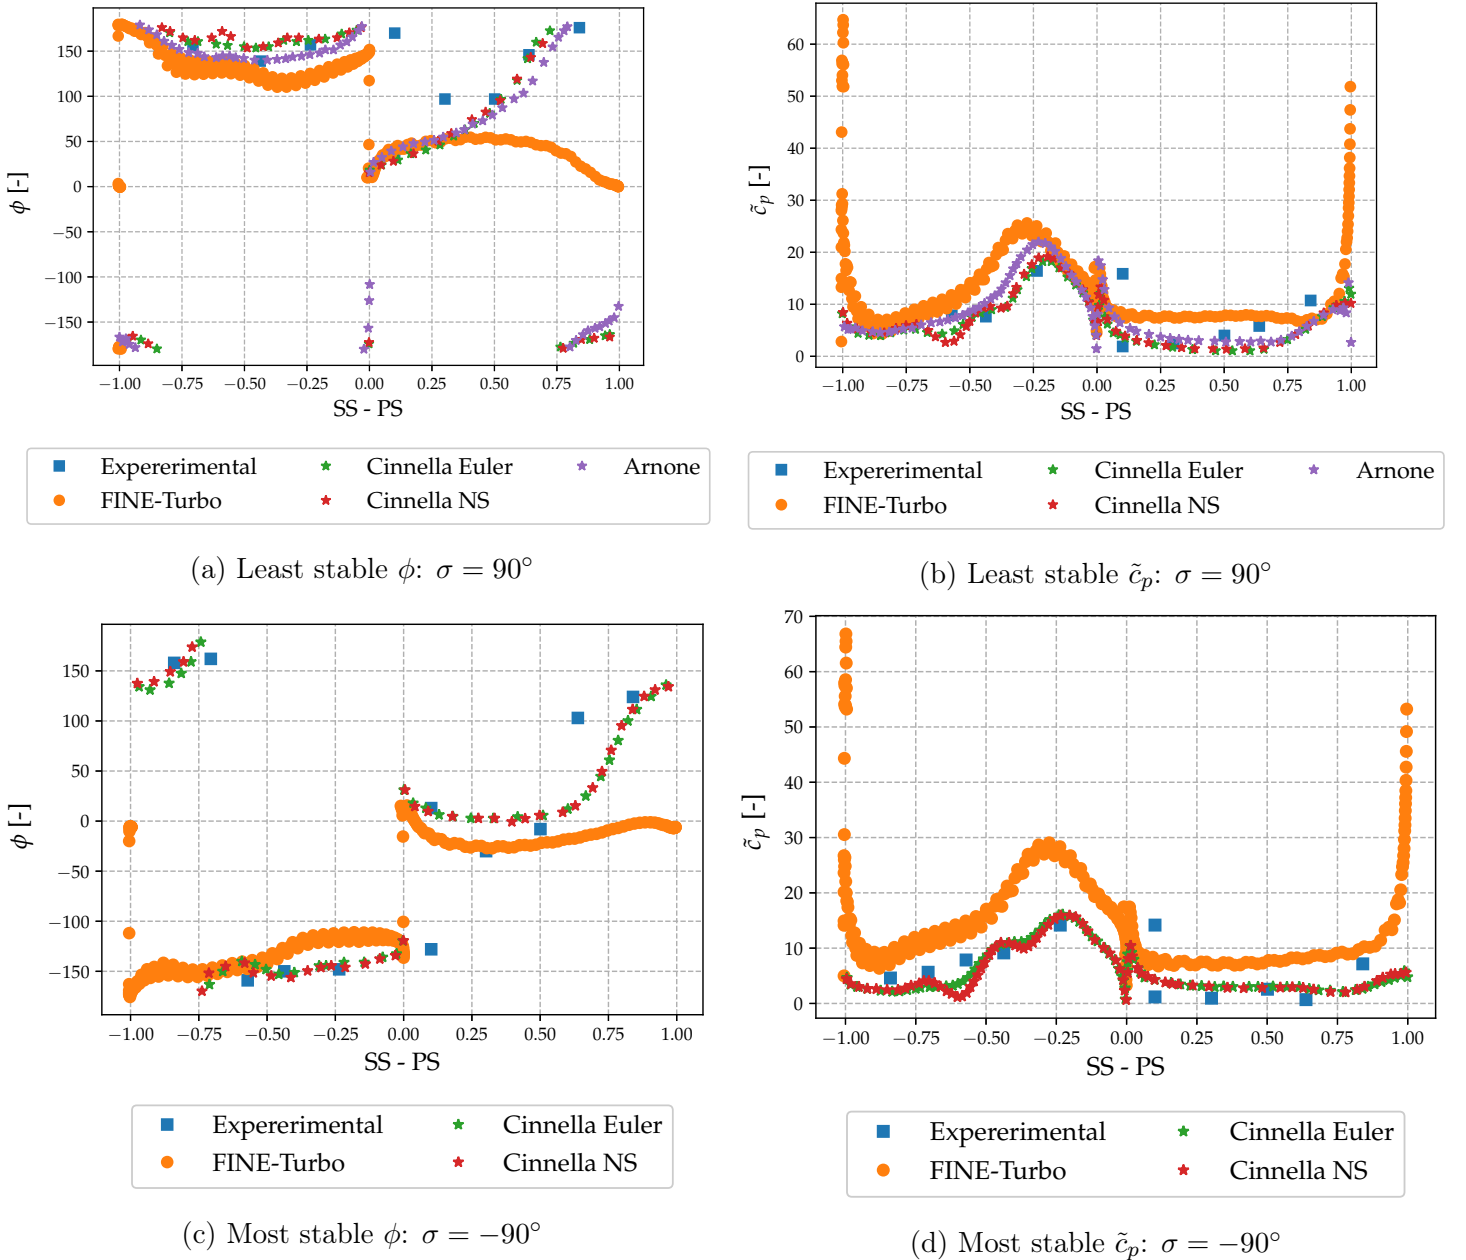 150
100
50
0
−50
−100
−150
ϕ [-]
−1.00 −0.75 −0.50 −0.25 0.00 0.25 0.50 0.75 1.00
SS - PS
Expererimental
FINE-Turbo
Cinnella Euler
Cinnella NS
Arnone
(a) Least stable ϕ: σ = 90°
60
50
40
30
20
10
0
c̃ₚ [-]
−1.00 −0.75 −0.50 −0.25 0.00 0.25 0.50 0.75 1.00
SS - PS
Expererimental
FINE-Turbo
Cinnella Euler
Cinnella NS
Arnone
(b) Least stable c̃ₚ: σ = 90°
150
100
50
0
−50
−100
−150
ϕ [-]
−1.00 −0.75 −0.50 −0.25 0.00 0.25 0.50 0.75 1.00
SS - PS
Expererimental
FINE-Turbo
Cinnella Euler
Cinnella NS
(c) Most stable ϕ: σ = −90°
70
60
50
40
30
20
10
0
c̃ₚ [-]
−1.00 −0.75 −0.50 −0.25 0.00 0.25 0.50 0.75 1.00
SS - PS
Expererimental
FINE-Turbo
Cinnella Euler
Cinnella NS
(d) Most stable c̃ₚ: σ = −90°